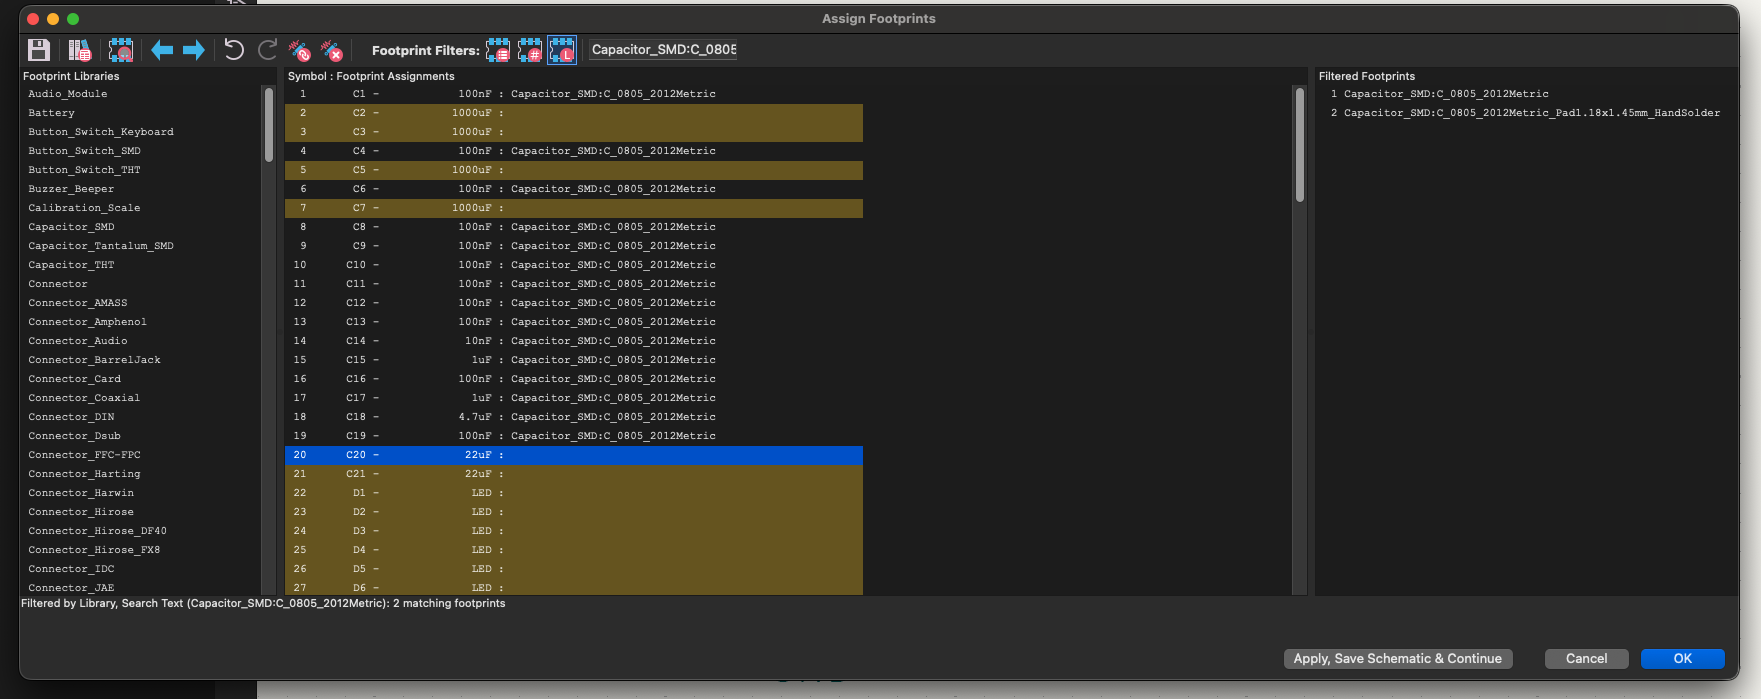 Assign Footprints
Footprint Filters: # L Capacitor_SMD:C_0805
Footprint Libraries
Audio_Module
Battery
Button_Switch_Keyboard
Button_Switch_SMD
Button_Switch_THT
Buzzer_Beeper
Calibration_Scale
Capacitor_SMD
Capacitor_Tantalum_SMD
Capacitor_THT
Connector
Connector_AMASS
Connector_Amphenol
Connector_Audio
Connector_BarrelJack
Connector_Card
Connector_Coaxial
Connector_DIN
Connector_Dsub
Connector_FFC-FPC
Connector_Harting
Connector_Harwin
Connector_Hirose
Connector_Hirose_DF40
Connector_Hirose_FX8
Connector_IDC
Connector_JAE
Symbol : Footprint Assignments
1 C1 - 100nF : Capacitor_SMD:C_0805_2012Metric
2 C2 - 1000uF :
3 C3 - 1000uF :
4 C4 - 100nF : Capacitor_SMD:C_0805_2012Metric
5 C5 - 1000uF :
6 C6 - 100nF : Capacitor_SMD:C_0805_2012Metric
7 C7 - 1000uF :
8 C8 - 100nF : Capacitor_SMD:C_0805_2012Metric
9 C9 - 100nF : Capacitor_SMD:C_0805_2012Metric
10 C10 - 100nF : Capacitor_SMD:C_0805_2012Metric
11 C11 - 100nF : Capacitor_SMD:C_0805_2012Metric
12 C12 - 100nF : Capacitor_SMD:C_0805_2012Metric
13 C13 - 100nF : Capacitor_SMD:C_0805_2012Metric
14 C14 - 10nF : Capacitor_SMD:C_0805_2012Metric
15 C15 - 1uF : Capacitor_SMD:C_0805_2012Metric
16 C16 - 100nF : Capacitor_SMD:C_0805_2012Metric
17 C17 - 1uF : Capacitor_SMD:C_0805_2012Metric
18 C18 - 4.7uF : Capacitor_SMD:C_0805_2012Metric
19 C19 - 100nF : Capacitor_SMD:C_0805_2012Metric
20 C20 - 22uF :
21 C21 - 22uF :
22 D1 - LED :
23 D2 - LED :
24 D3 - LED :
25 D4 - LED :
26 D5 - LED :
27 D6 - LED :
Filtered Footprints
1 Capacitor_SMD:C_0805_2012Metric
2 Capacitor_SMD:C_0805_2012Metric_Pad1.18x1.45mm_HandSolder
Filtered by Library, Search Text (Capacitor_SMD:C_0805_2012Metric): 2 matching footprints
Apply, Save Schematic & Continue
Cancel
OK